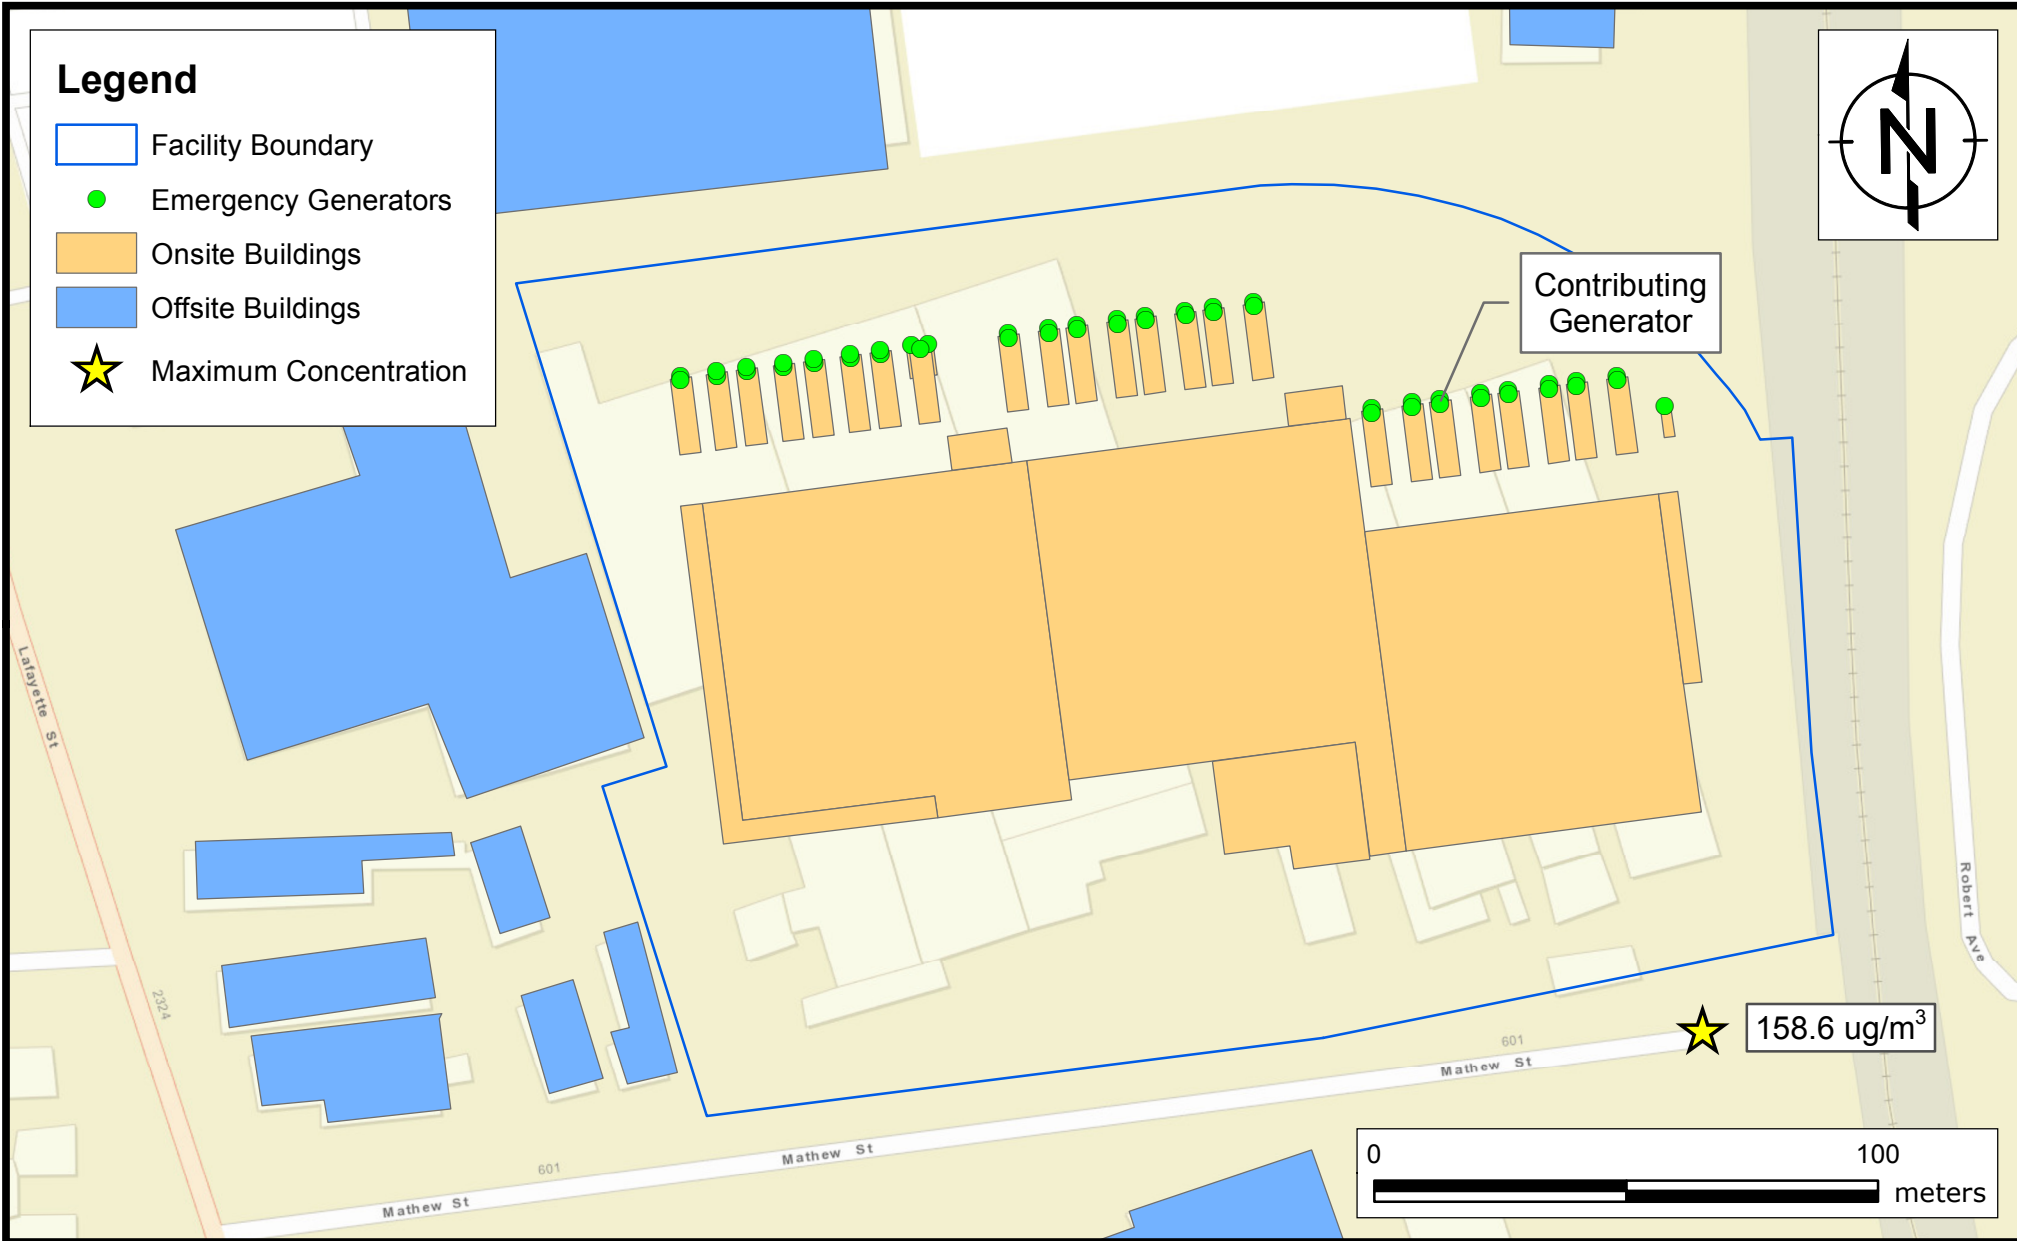 Legend
Facility Boundary
Emergency Generators
Onsite Buildings
Offsite Buildings
Maximum Concentration
N
Contributing
Generator
Lafayette St
2324
Robert Ave
158.6 ug/m³
601
Mathew St
Mathew St
601
Mathew St
0 100
meters